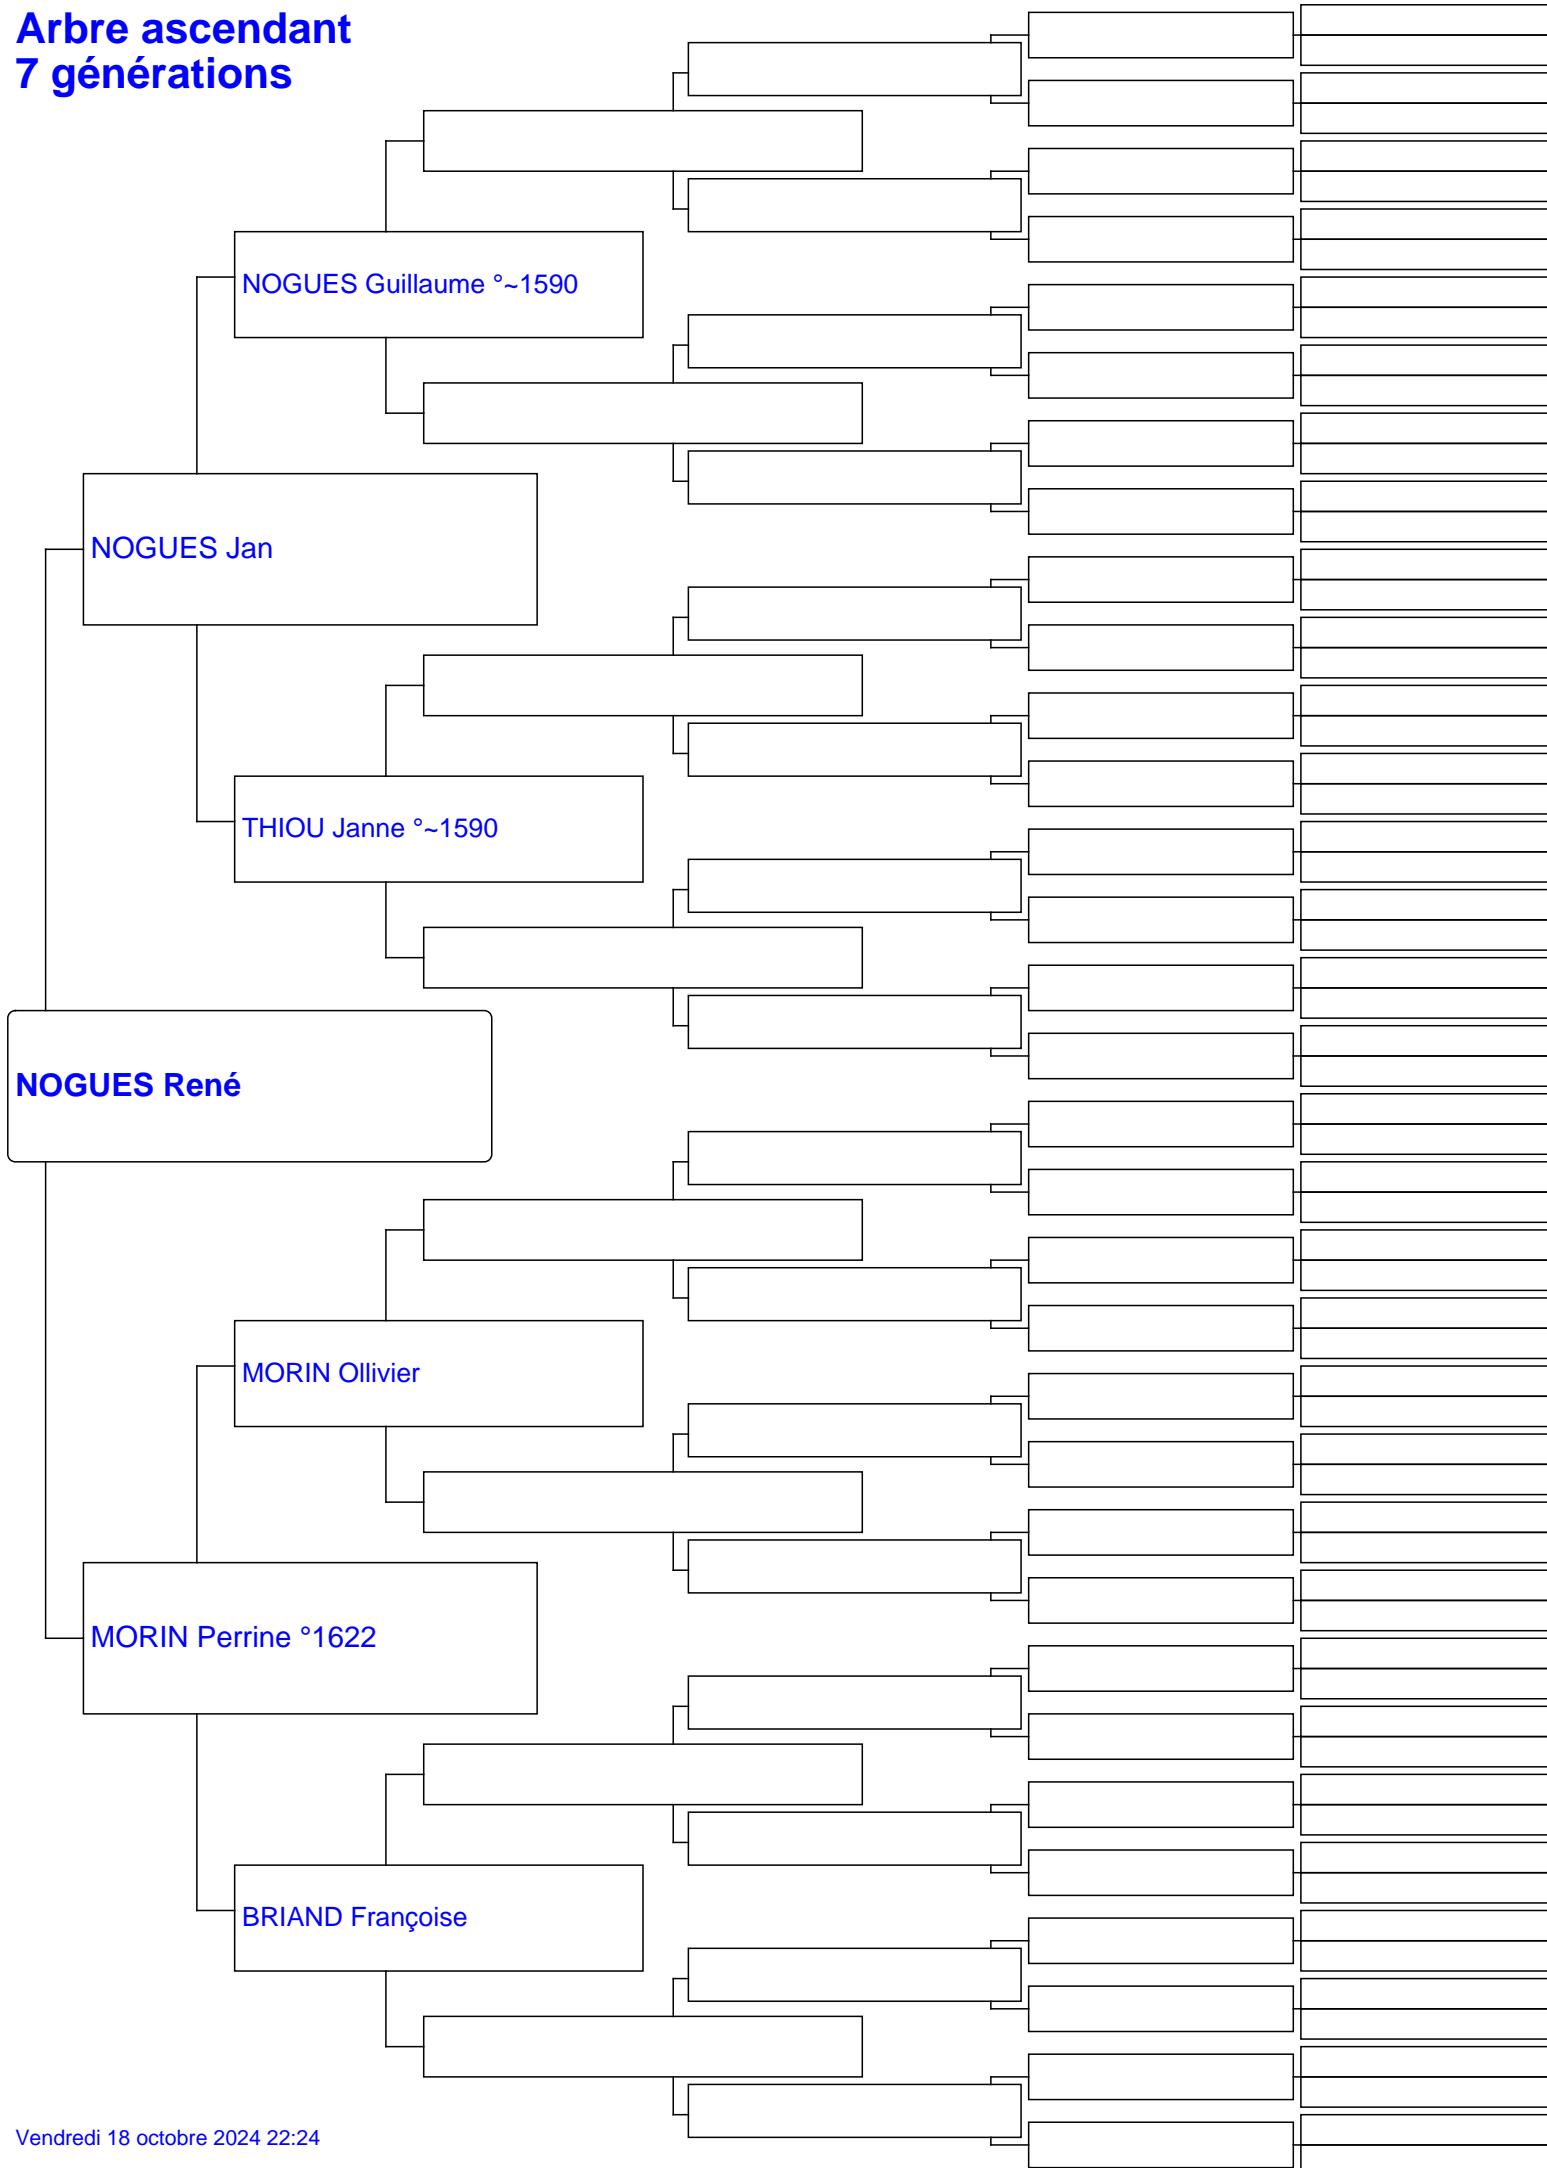 Arbre ascendant
7 générations
NOGUES Guillaume °~1590
NOGUES Jan
THIOU Janne °~1590
NOGUES René
MORIN Ollivier
MORIN Perrine °1622
BRIAND Françoise
Vendredi 18 octobre 2024 22:24